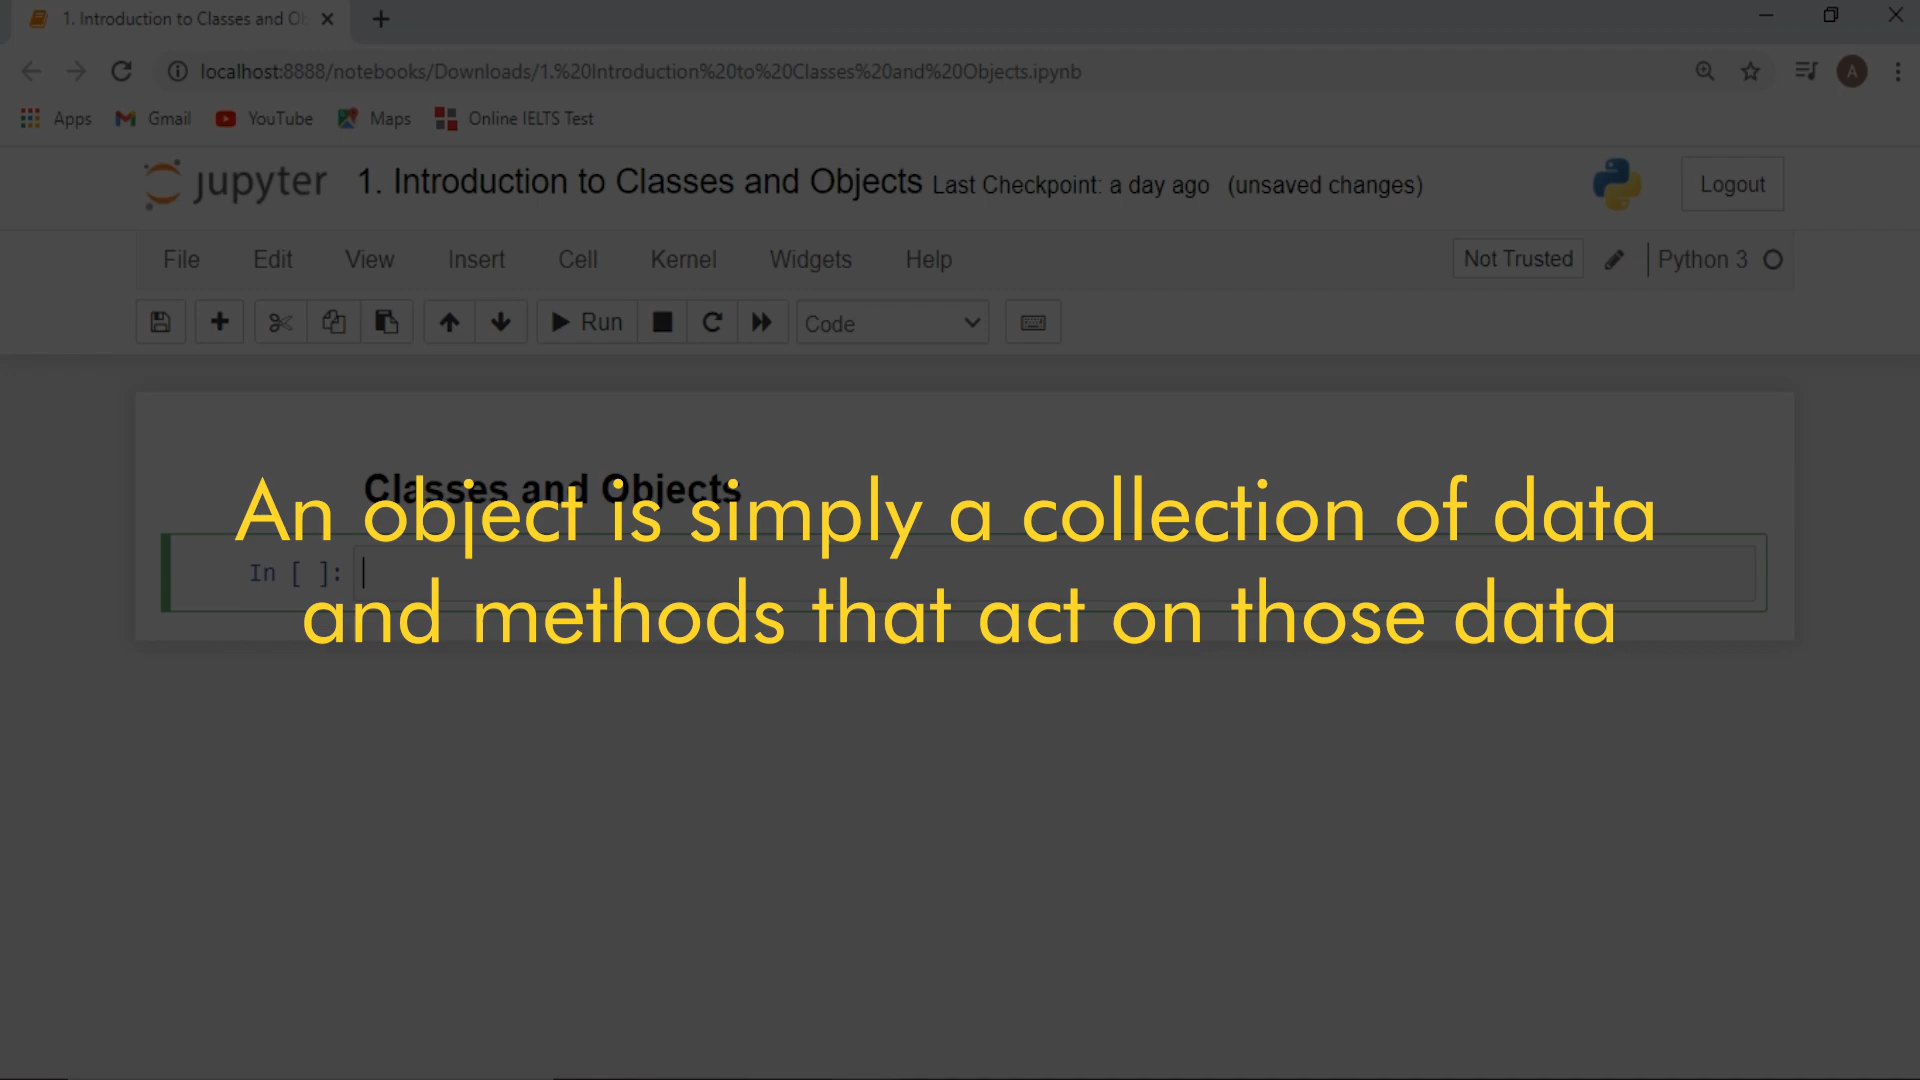 1. Introduction to Classes and Ob
localhost:8888/notebooks/Downloads/1.%20Introduction%20to%20Classes%20and%20Objects.ipynb
A
Apps Gmail YouTube Maps Online IELTS Test
jupyter 1. Introduction to Classes and Objects Last Checkpoint: a day ago (unsaved changes) Logout
File Edit View Insert Cell Kernel Widgets Help Not Trusted Python 3
Run Code
Classes and Objects
An object is simply a collection of data
In [ ]:
and methods that act on those data